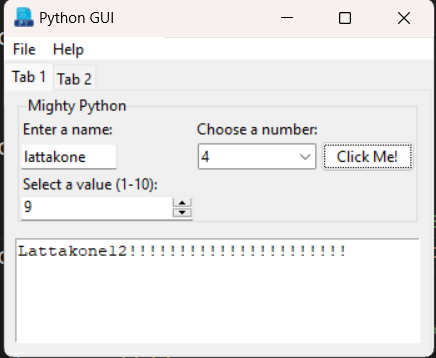 Python GUI
File Help
Tab 1 Tab 2
Mighty Python
Enter a name: Choose a number:
lattakone 4 Click Me!
Select a value (1-10):
9
Lattakone12!!!!!!!!!!!!!!!!!!!!!!